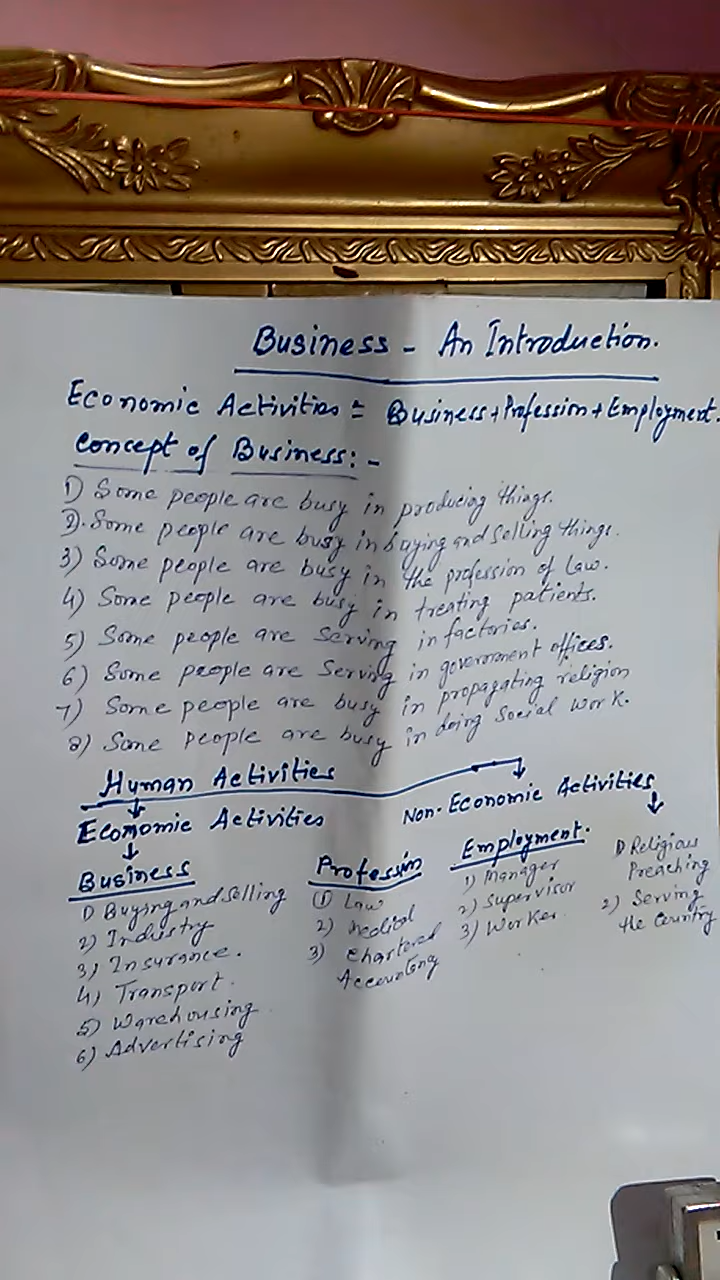 Business - An Introduction.
Economic Activities = Business + Profession + Employment.
Concept of Business: -
1) Some people are busy in producing things.
2). Some people are busy in buying and selling things.
3) Some people are busy in the profession of law.
4) Some people are busy in treating patients.
5) Some people are serving in factories.
6) Some people are serving in government offices.
7) Some people are busy in propagating religion
8) Some people are busy in doing social work.
Human Activities
Economic Activities
Non-Economic Activities
Business
1) Buying and selling
2) Industry
3) Insurance.
4) Transport.
5) Warehousing
6) Advertising
Profession
1) Law
2) Medical
3) Chartered
Accounting
Employment.
1) Manager
2) Supervisor
3) Worker.
1) Religious
Preaching
2) Serving
the Country